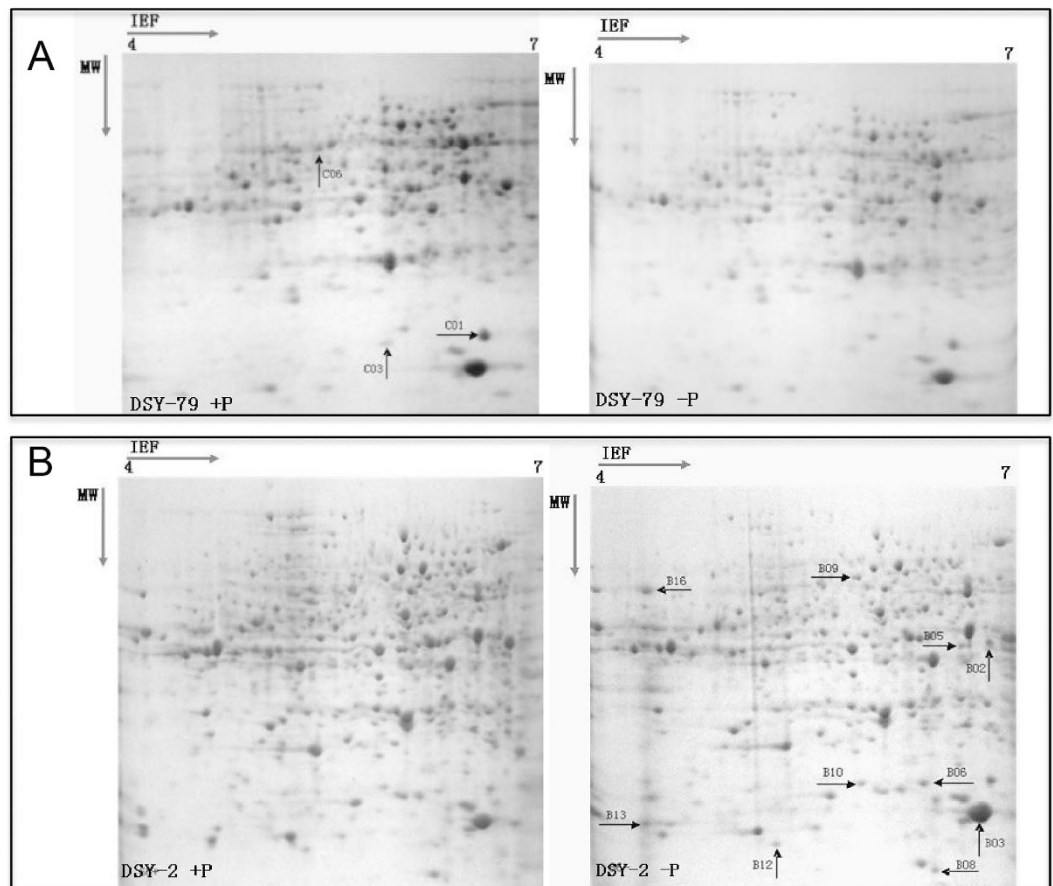 A
IEF
4 7
MW
C06
C01
C03
DSY-79 +P
IEF
4 7
MW
DSY-79 -P
B
IEF
4 7
MW
DSY-2 +P
IEF
4 7
MW
B09
B16
B05
B02
B10
B06
B13
B03
B12
B08
DSY-2 -P